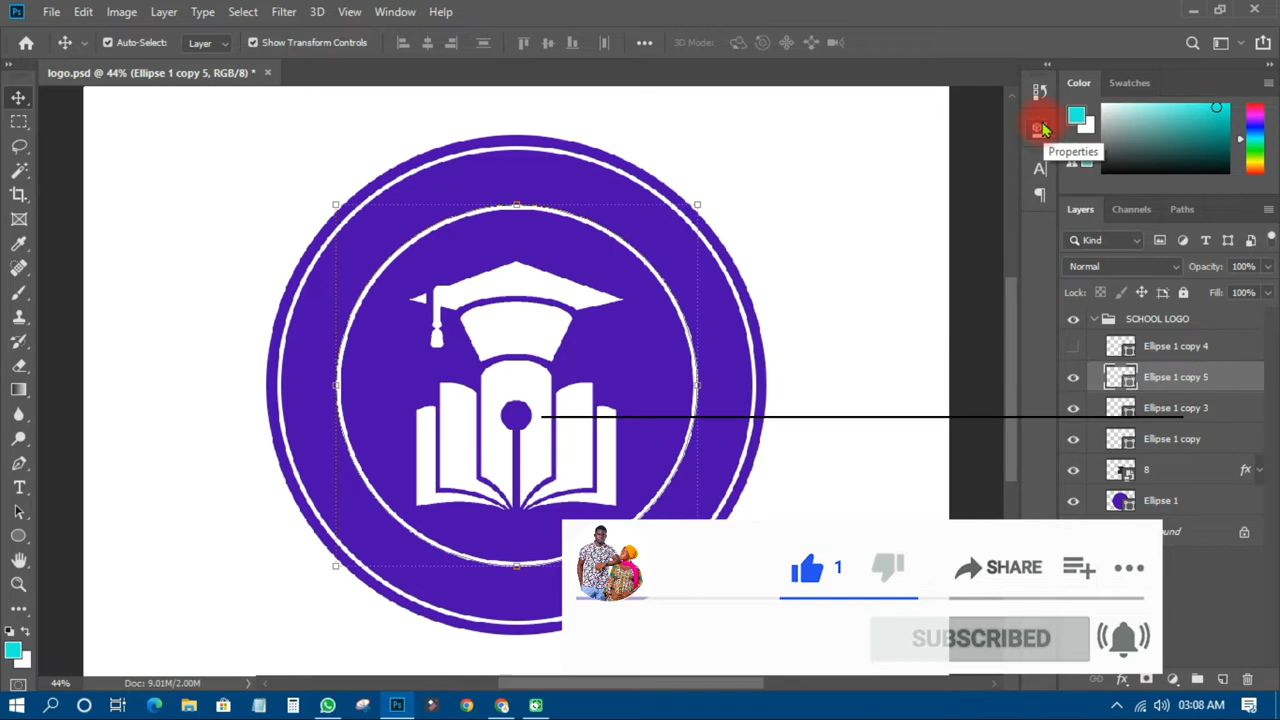 Ps File Edit Image Layer Type Select Filter 3D View Window Help
Auto-Select: Layer Show Transform Controls 3D Mode:
logo.psd @ 44% (Ellipse 1 copy 5, RGB/8) *
Color Swatches
Properties
Layers Channels Paths
Kind
Normal Opacity: 100%
Lock: Fill: 100%
SCHOOL LOGO
Ellipse 1 copy 4
Ellipse 1 copy 5
Ellipse 1 copy 3
Ellipse 1 copy
8 fx
Ellipse 1
1 SHARE
SUBSCRIBED
44% Doc: 9.01M/2.00M
03:08 AM